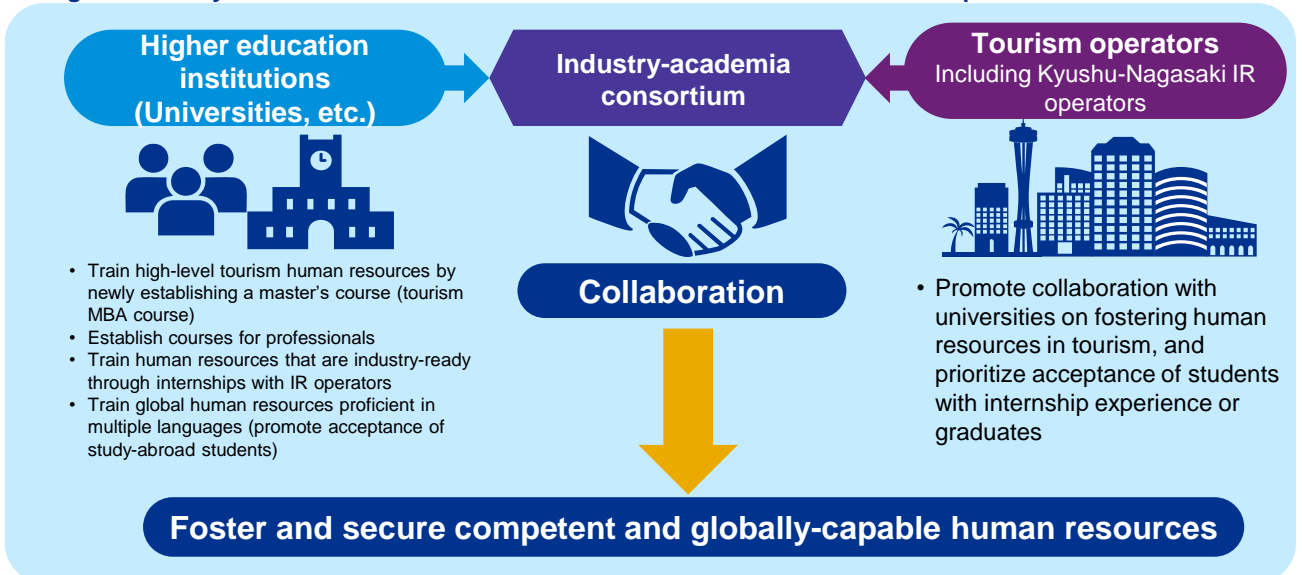 Higher education
institutions
(Universities, etc.)
Industry-academia
consortium
Tourism operators
Including Kyushu-Nagasaki IR
operators
• Train high-level tourism human resources by
newly establishing a master's course (tourism
MBA course)
• Establish courses for professionals
• Train human resources that are industry-ready
through internships with IR operators
• Train global human resources proficient in
multiple languages (promote acceptance of
study-abroad students)
Collaboration
• Promote collaboration with
universities on fostering human
resources in tourism, and
prioritize acceptance of students
with internship experience or
graduates
Foster and secure competent and globally-capable human resources